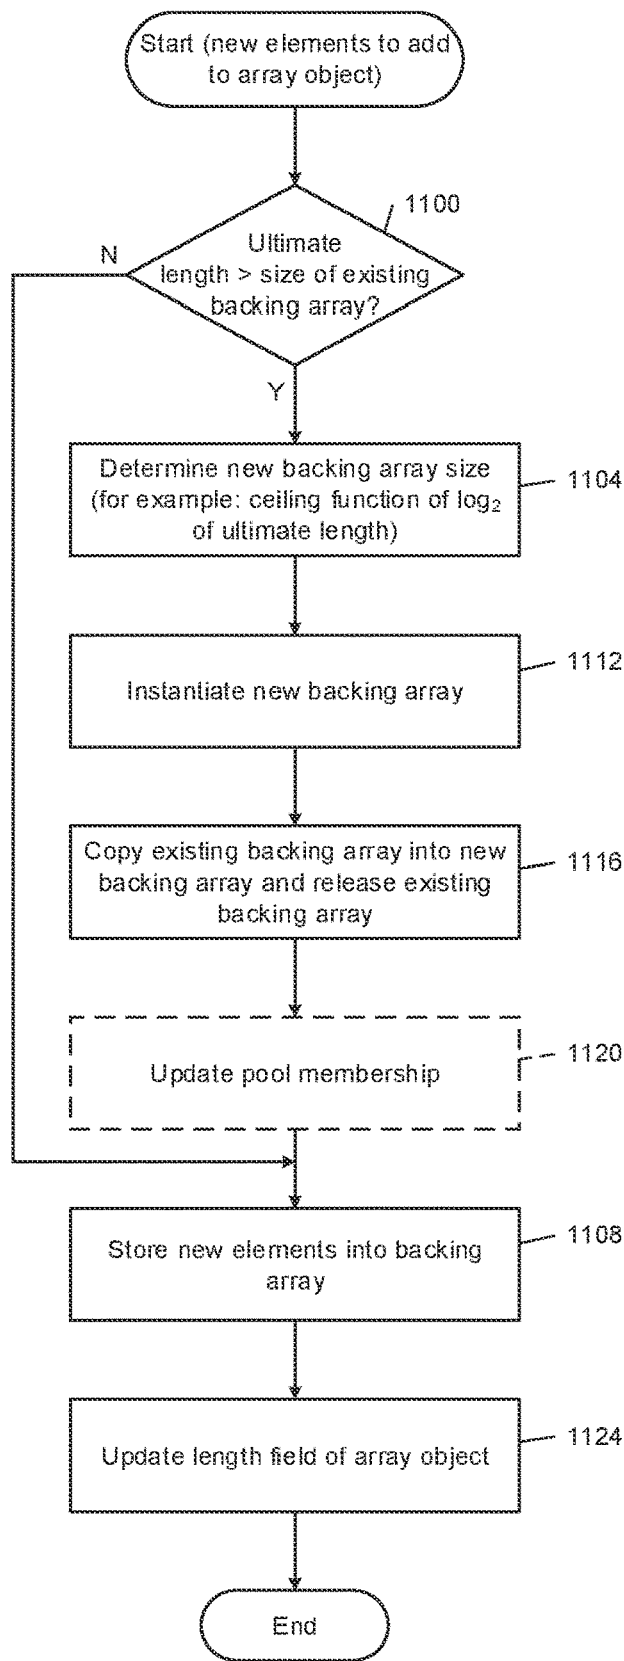 Start (new elements to add
to array object)
1100
N
Ultimate
length > size of existing
backing array?
Y
Determine new backing array size
(for example: ceiling function of log₂
of ultimate length)
1104
Instantiate new backing array
1112
Copy existing backing array into new
backing array and release existing
backing array
1116
Update pool membership
1120
Store new elements into backing
array
1108
Update length field of array object
1124
End